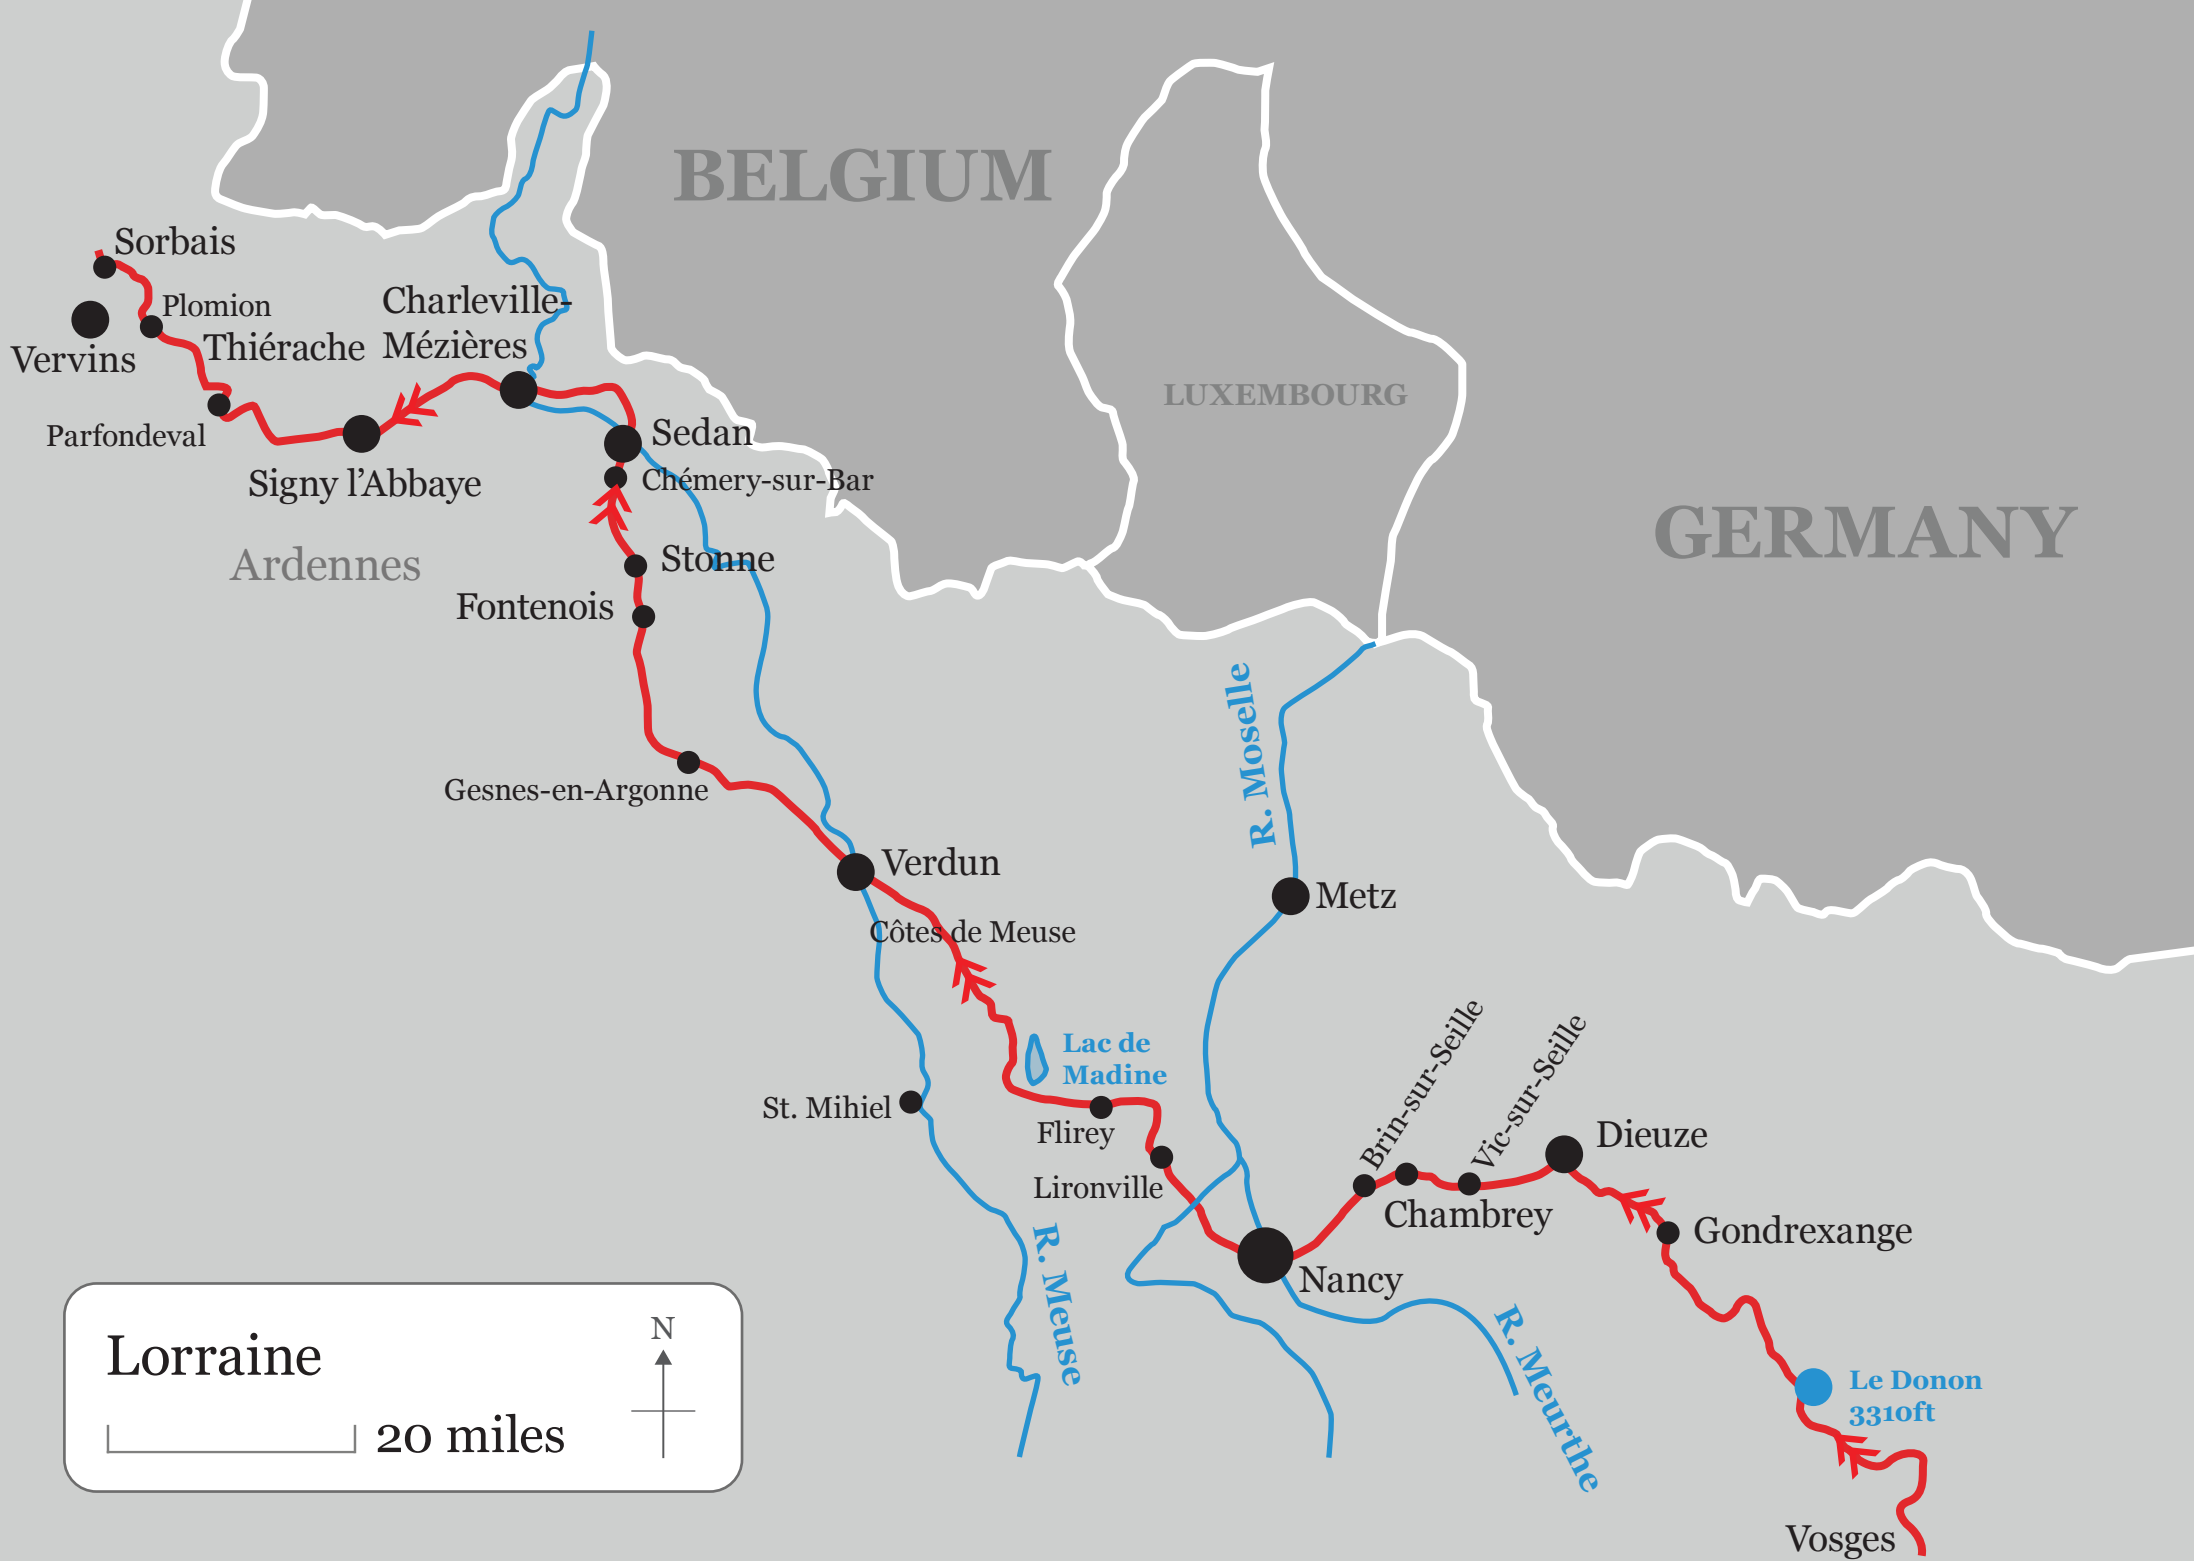 BELGIUM
Sorbais
Plomion
Charleville-
Mézières
Thiérache
Vervins
LUXEMBOURG
Parfondeval
Sedan
Chémery-sur-Bar
Signy l’Abbaye
GERMANY
Ardennes
Stonne
Fontenois
R. Moselle
Gesnes-en-Argonne
Verdun
Metz
Côtes de Meuse
Lac de
Madine
Brin-sur-Seille
Vic-sur-Seille
St. Mihiel
Flirey
Dieuze
Lironville
Chambrey
Gondrexange
R. Meuse
Nancy
R. Meurthe
Le Donon
3310ft
Vosges
N
Lorraine
20 miles